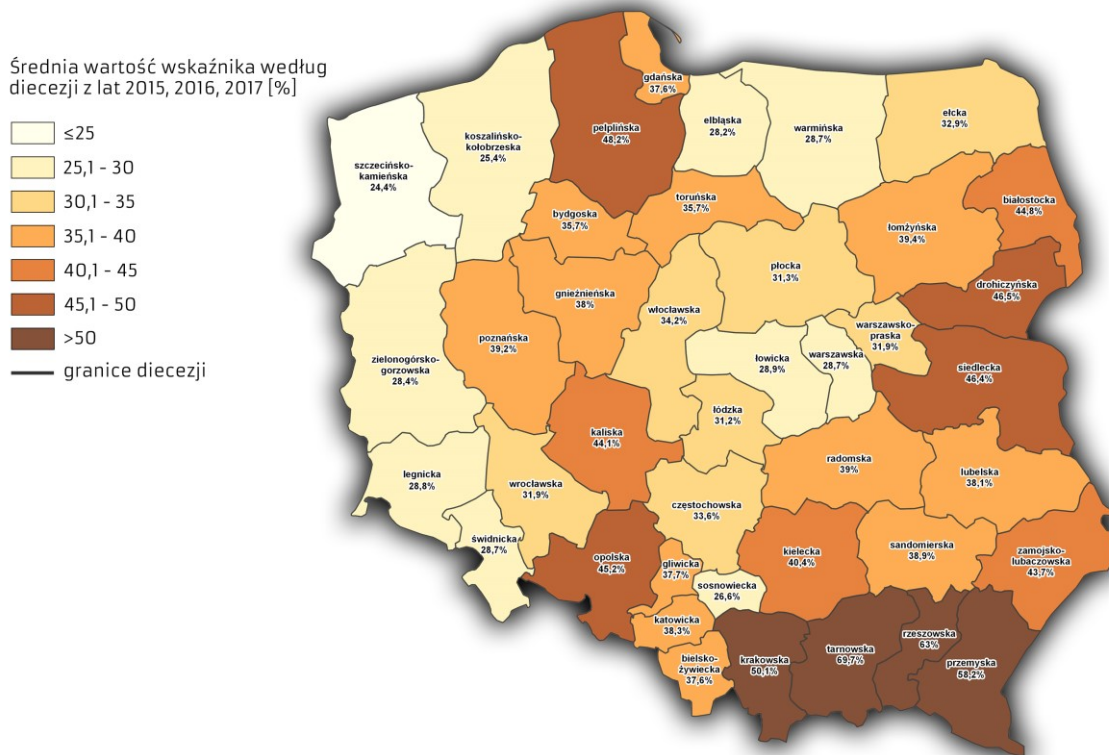 Średnia wartość wskaźnika według
diecezji z lat 2015, 2016, 2017 [%]
≤25
25,1 - 30
30,1 - 35
35,1 - 40
40,1 - 45
45,1 - 50
>50
granice diecezji
gdańska
37,6%
pelplińska
48,2%
koszalińsko-
kołobrzeska
25,4%
szczecińsko-
kamieńska
24,4%
elbląska
28,2%
warmińska
28,7%
ełcka
32,9%
białostocka
44,8%
łomżyńska
39,4%
drohiczyńska
46,5%
bydgoska
35,7%
toruńska
35,7%
płocka
31,3%
gnieźnieńska
38%
włocławska
34,2%
poznańska
39,2%
zielonogórsko-
gorzowska
28,4%
łowicka
28,9%
warszawska
28,7%
warszawsko-
praska
31,9%
siedlecka
46,4%
łódzka
31,2%
kaliska
44,1%
legnicka
28,8%
wrocławska
31,9%
świdnicka
28,7%
opolska
45,2%
częstochowska
33,6%
radomska
39%
lubelska
38,1%
kielecka
40,4%
sandomierska
38,9%
zamojsko-
lubaczowska
43,7%
gliwicka
37,7%
sosnowiecka
26,6%
katowicka
38,3%
bielsko-
żywiecka
37,6%
krakowska
50,1%
tarnowska
69,7%
rzeszowska
63%
przemyska
58,2%